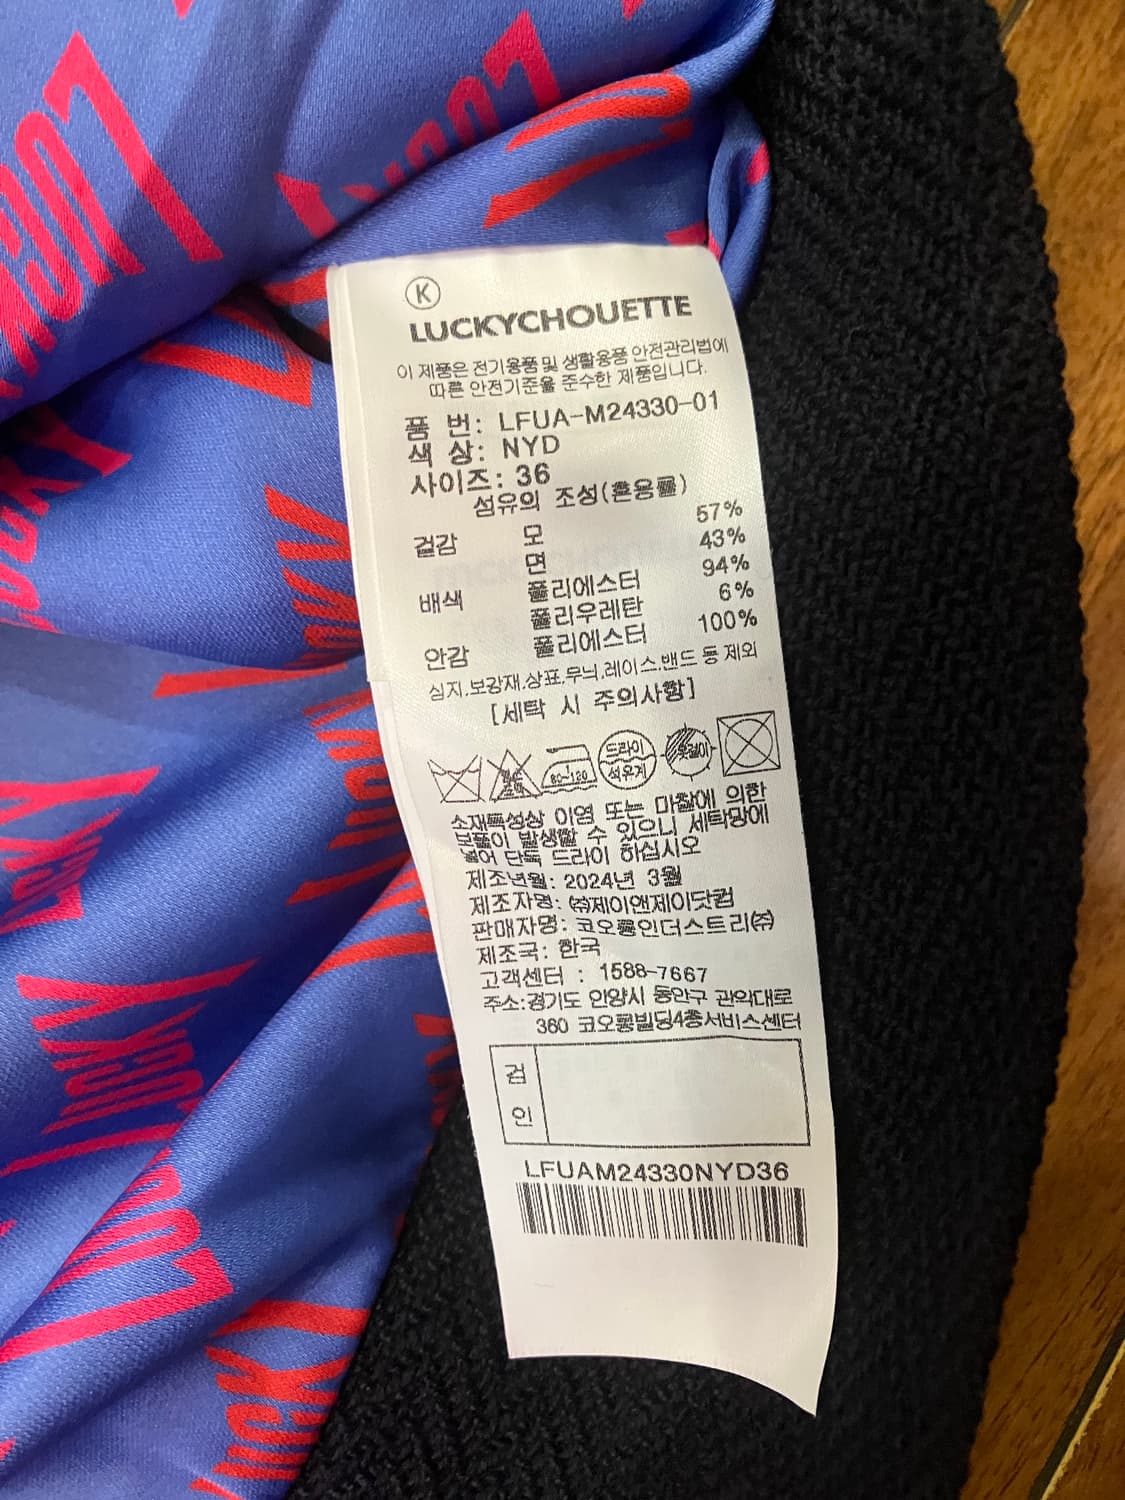 K
LUCKYCHOUETTE
이 제품은 전기용품 및 생활용품 안전관리법에
따른 안전기준을 준수한 제품입니다.
품 번: LFUA-M24330-01
색 상: NYD
사이즈: 36
섬유의 조성(혼용률)
겉감 모 57%
면 43%
배색 폴리에스터 94%
폴리우레탄 6%
안감 폴리에스터 100%
심지.보강재.상표.무늬.레이스.밴드 등 제외
[세탁 시 주의사항]
80~120 드라이 석유계 옷걸이
소재특성상 이염 또는 마찰에 의한
보풀이 발생할 수 있으니 세탁망에
넣어 단독 드라이 하십시오
제조년월: 2024년 3월
제조자명: ㈜제이앤제이닷컴
판매자명: 코오롱인더스트리㈜
제조국: 한국
고객센터 : 1588-7667
주소:경기도 안양시 동안구 관악대로
360 코오롱빌딩4층서비스센터
검
인
LFUAM24330NYD36
LUCKY
LUCKY
LUCKY
LUCKY
LUCKY
LUCKY